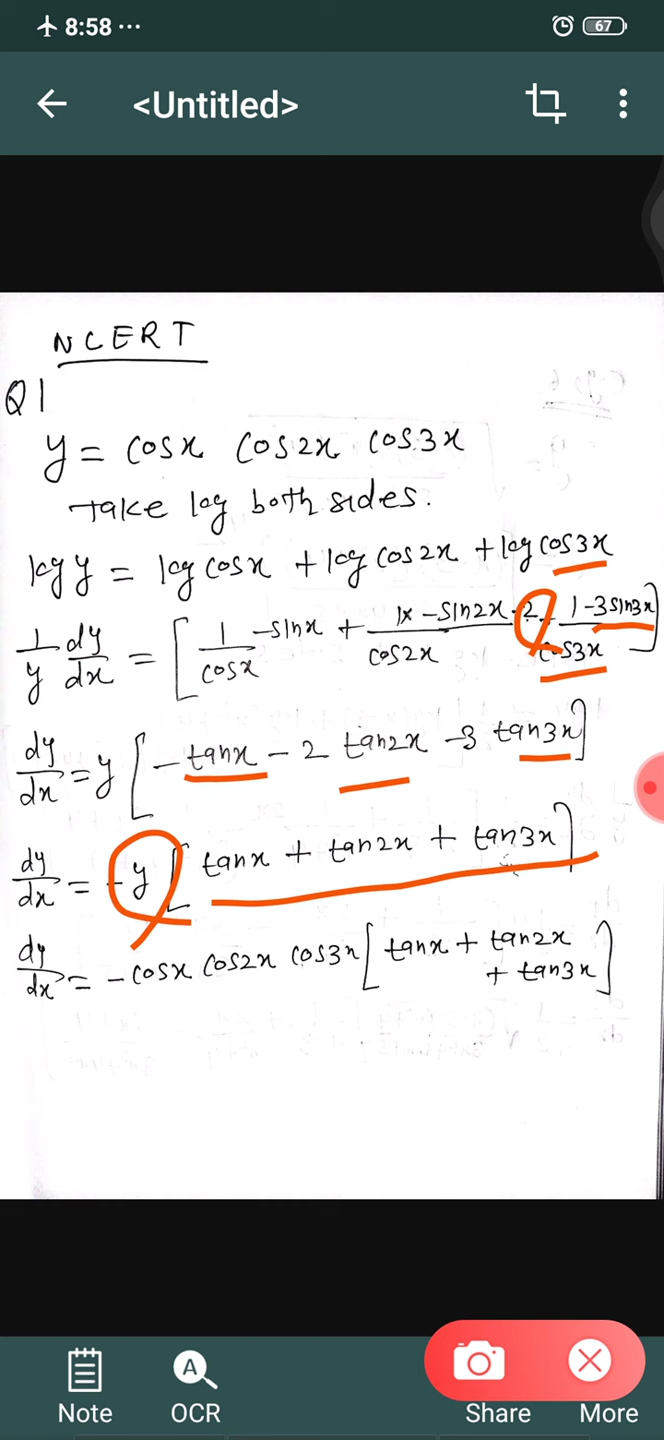 8:58 ...
67
<Untitled>
NCERT
Q1
y = cosx cos2x cos3x
Take log both sides.
log y = log cosx + log cos2x + log cos3x
1/y dy/dx = [ 1/cosx -sinx + 1x -sin2x·2/cos2x 1 -3sin3x/cos3x ]
dy/dx = y [ -tanx - 2 tan2x -3 tan3x ]
dy/dx = -y [ tanx + tan2x + tan3x ]
dy/dx = -cosx cos2x cos3x [ tanx + tan2x
+ tan3x ]
Note
A
OCR
Share
More